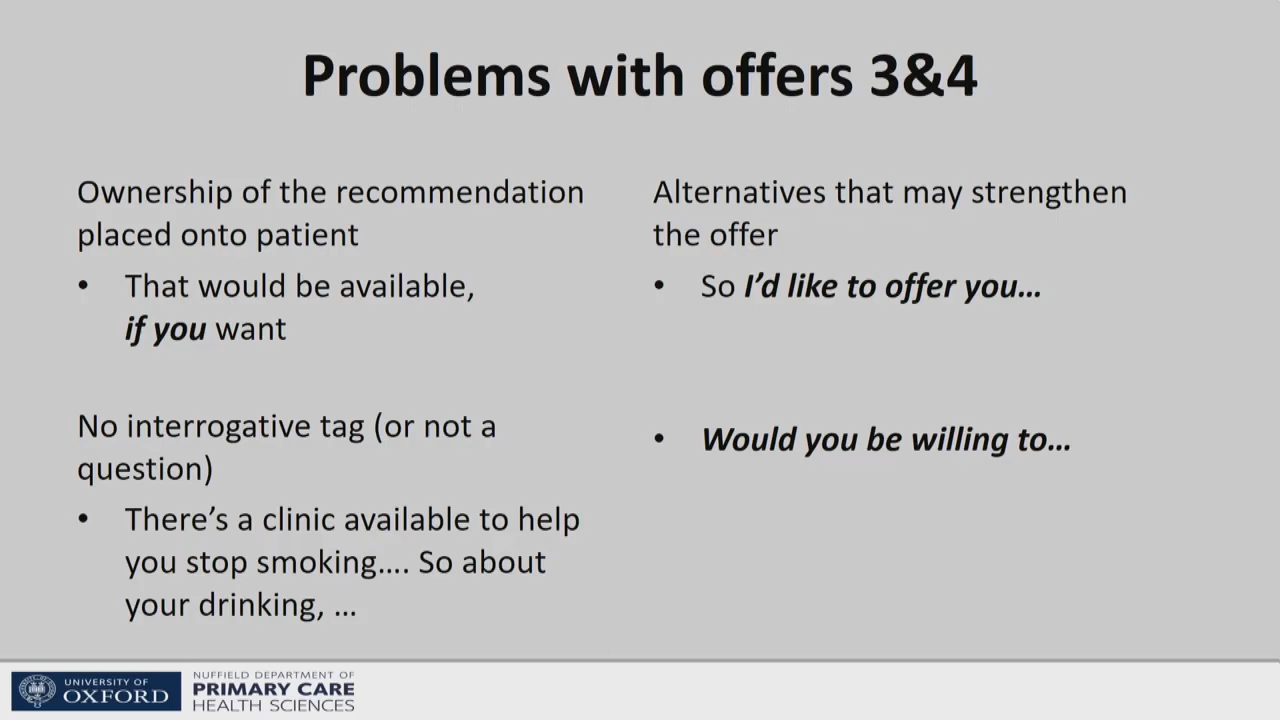 Problems with offers 3&4
Ownership of the recommendation
placed onto patient
• That would be available,
if you want
No interrogative tag (or not a
question)
• There’s a clinic available to help
you stop smoking…. So about
your drinking, …
Alternatives that may strengthen
the offer
• So I’d like to offer you…
• Would you be willing to…
UNIVERSITY OF
OXFORD
NUFFIELD DEPARTMENT OF
PRIMARY CARE
HEALTH SCIENCES